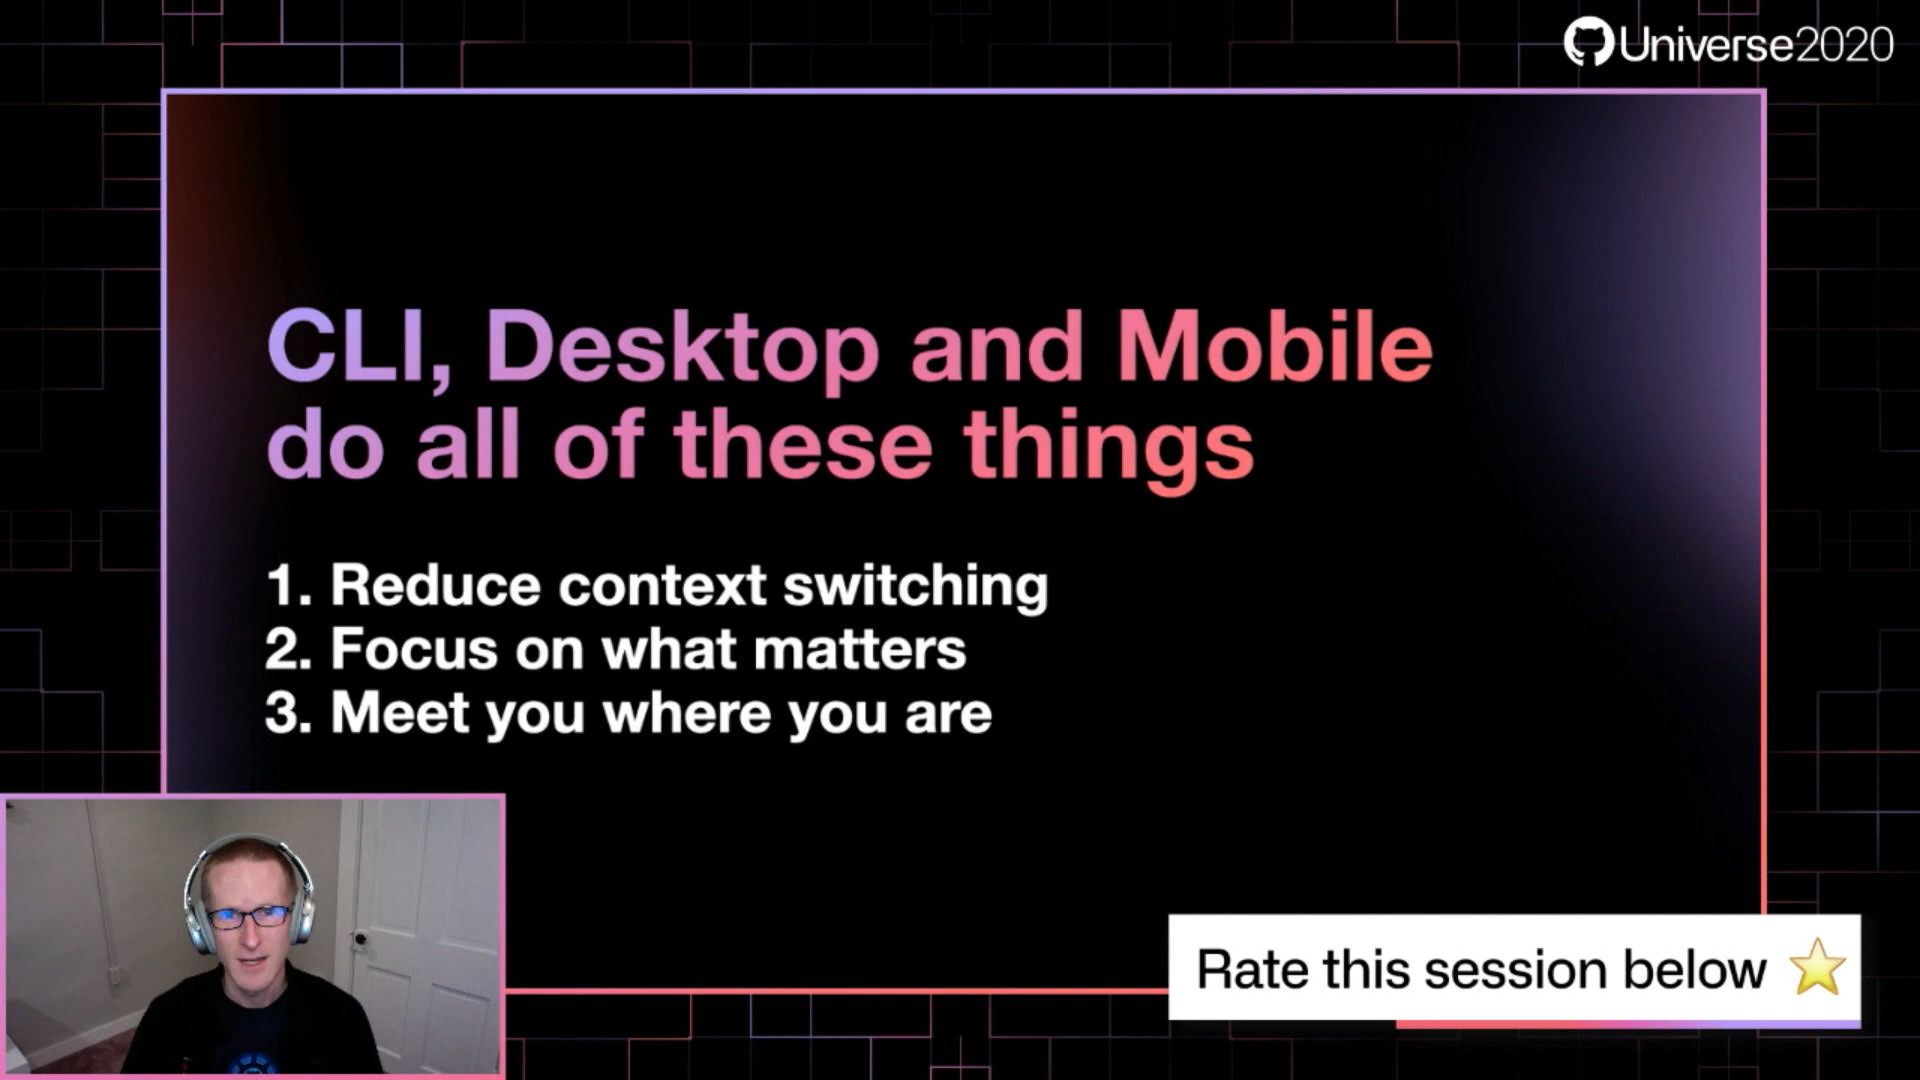 Universe2020
CLI, Desktop and Mobile
do all of these things
1. Reduce context switching
2. Focus on what matters
3. Meet you where you are
Rate this session below